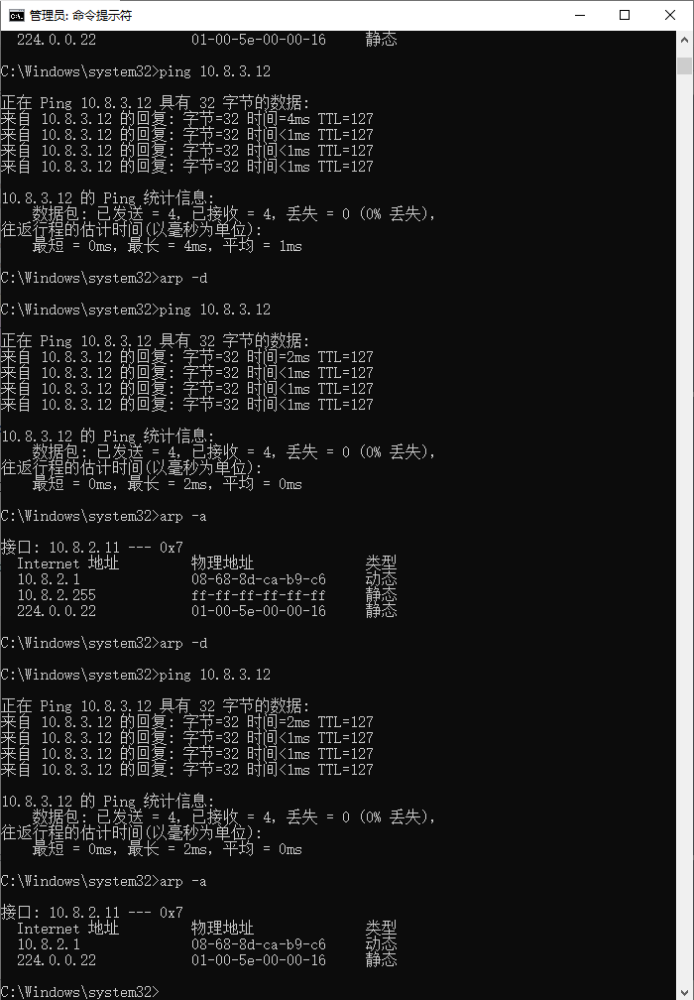 管理员: 命令提示符
  224.0.0.22            01-00-5e-00-00-16     静态
C:\Windows\system32>ping 10.8.3.12
正在 Ping 10.8.3.12 具有 32 字节的数据:
来自 10.8.3.12 的回复: 字节=32 时间=4ms TTL=127
来自 10.8.3.12 的回复: 字节=32 时间<1ms TTL=127
来自 10.8.3.12 的回复: 字节=32 时间<1ms TTL=127
来自 10.8.3.12 的回复: 字节=32 时间<1ms TTL=127
10.8.3.12 的 Ping 统计信息:
    数据包: 已发送 = 4，已接收 = 4，丢失 = 0 (0% 丢失)，
往返行程的估计时间(以毫秒为单位):
    最短 = 0ms，最长 = 4ms，平均 = 1ms
C:\Windows\system32>arp -d
C:\Windows\system32>ping 10.8.3.12
正在 Ping 10.8.3.12 具有 32 字节的数据:
来自 10.8.3.12 的回复: 字节=32 时间=2ms TTL=127
来自 10.8.3.12 的回复: 字节=32 时间<1ms TTL=127
来自 10.8.3.12 的回复: 字节=32 时间<1ms TTL=127
来自 10.8.3.12 的回复: 字节=32 时间<1ms TTL=127
10.8.3.12 的 Ping 统计信息:
    数据包: 已发送 = 4，已接收 = 4，丢失 = 0 (0% 丢失)，
往返行程的估计时间(以毫秒为单位):
    最短 = 0ms，最长 = 2ms，平均 = 0ms
C:\Windows\system32>arp -a
接口: 10.8.2.11 --- 0x7
  Internet 地址         物理地址              类型
  10.8.2.1              08-68-8d-ca-b9-c6     动态
  10.8.2.255            ff-ff-ff-ff-ff-ff     静态
  224.0.0.22            01-00-5e-00-00-16     静态
C:\Windows\system32>arp -d
C:\Windows\system32>ping 10.8.3.12
正在 Ping 10.8.3.12 具有 32 字节的数据:
来自 10.8.3.12 的回复: 字节=32 时间=2ms TTL=127
来自 10.8.3.12 的回复: 字节=32 时间<1ms TTL=127
来自 10.8.3.12 的回复: 字节=32 时间<1ms TTL=127
来自 10.8.3.12 的回复: 字节=32 时间<1ms TTL=127
10.8.3.12 的 Ping 统计信息:
    数据包: 已发送 = 4，已接收 = 4，丢失 = 0 (0% 丢失)，
往返行程的估计时间(以毫秒为单位):
    最短 = 0ms，最长 = 2ms，平均 = 0ms
C:\Windows\system32>arp -a
接口: 10.8.2.11 --- 0x7
  Internet 地址         物理地址              类型
  10.8.2.1              08-68-8d-ca-b9-c6     动态
  224.0.0.22            01-00-5e-00-00-16     静态
C:\Windows\system32>